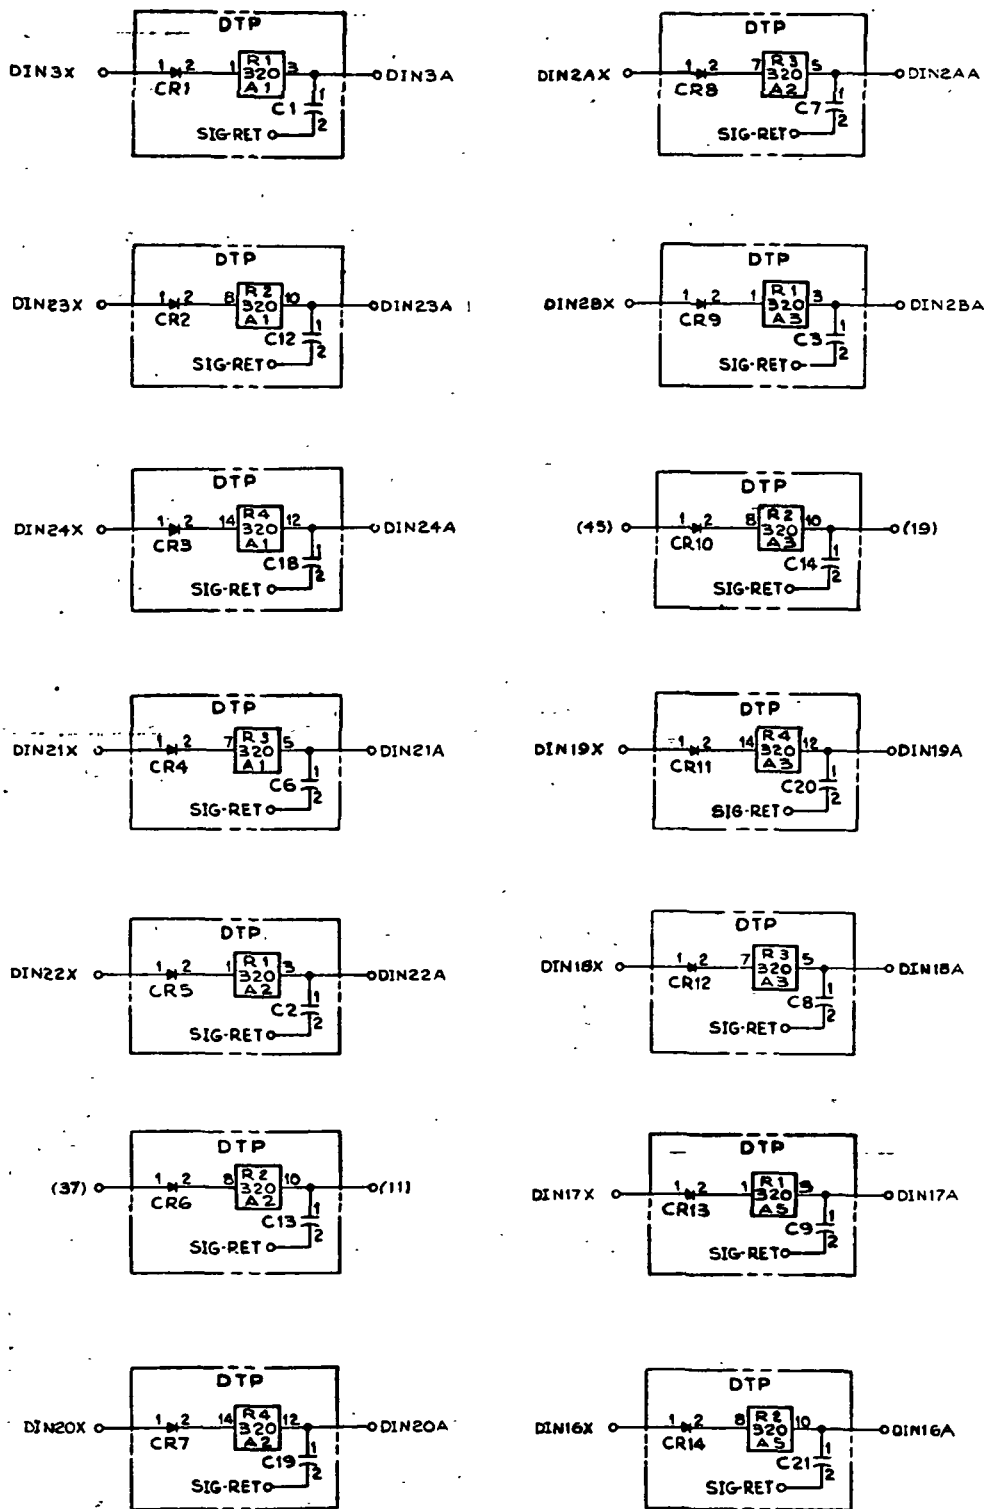 DTP
DIN3X 1 2 1 R1 3 DIN3A
320
CR1 A1 C1 1
2
SIG-RET
DTP
DIN2AX 1 2 7 R3 5 DIN2AA
320
CR8 A2 C7 1
2
SIG-RET
DTP
DIN23X 1 2 8 R2 10 DIN23A
320
CR2 A1 C12 1
2
SIG-RET
DTP
DIN2BX 1 2 1 R1 3 DIN2BA
320
CR9 A3 C3 1
2
SIG-RET
DTP
DIN24X 1 2 14 R4 12 DIN24A
320
CR3 A1 C18 1
2
SIG-RET
DTP
(45) 1 2 8 R2 10 (19)
320
CR10 A3 C14 1
2
SIG-RET
DTP
DIN21X 1 2 7 R3 5 DIN21A
320
CR4 A1 C6 1
2
SIG-RET
DTP
DIN19X 1 2 14 R4 12 DIN19A
320
CR11 A3 C20 1
2
SIG-RET
DTP
DIN22X 1 2 1 R1 3 DIN22A
320
CR5 A2 C2 1
2
SIG-RET
DTP
DIN18X 1 2 7 R3 5 DIN18A
320
CR12 A3 C8 1
2
SIG-RET
DTP
(37) 1 2 8 R2 10 (11)
320
CR6 A2 C13 1
2
SIG-RET
DTP
DIN17X 1 2 1 R1 3 DIN17A
320
CR13 A5 C9 1
2
SIG-RET
DTP
DIN20X 1 2 14 R4 12 DIN20A
320
CR7 A2 C19 1
2
SIG-RET
DTP
DIN16X 1 2 8 R2 10 DIN16A
320
CR14 A5 C21 1
2
SIG-RET